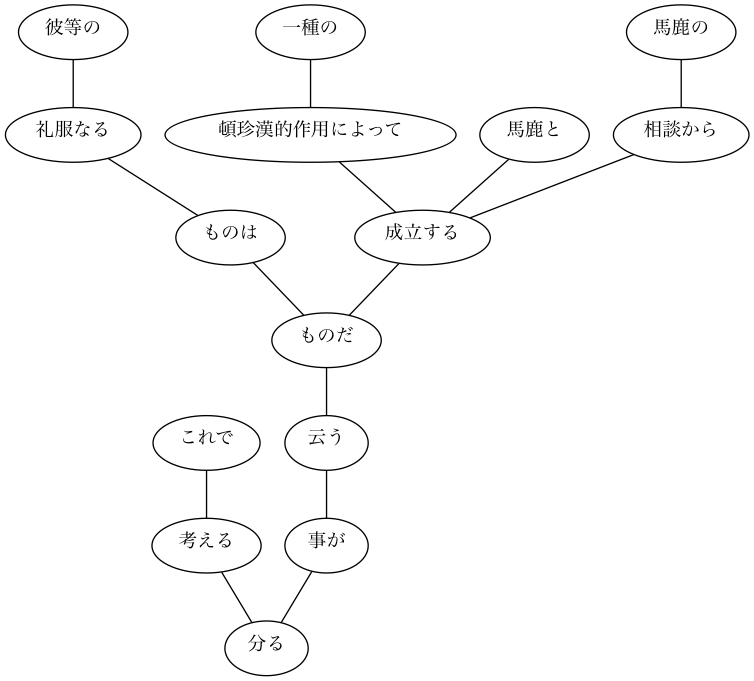 彼等の
一種の
馬鹿の
礼服なる
頓珍漢的作用によって
馬鹿と
相談から
ものは
成立する
ものだ
これで
云う
考える
事が
分る